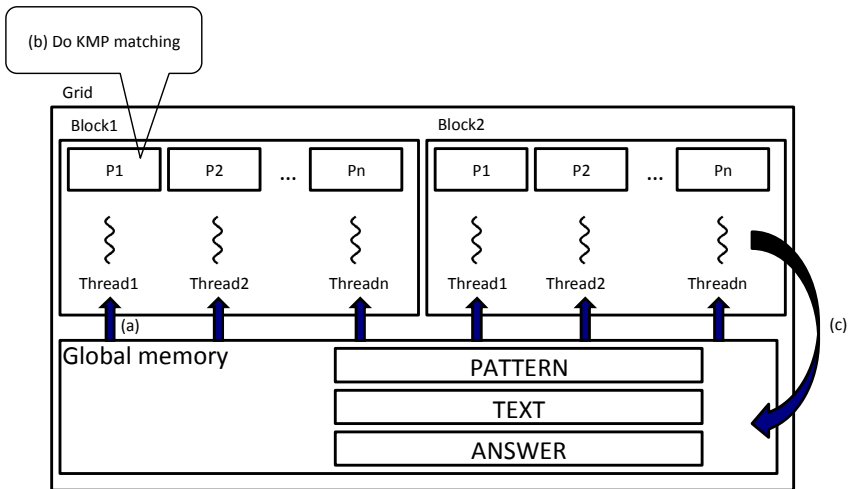 (b) Do KMP matching
Grid
Block1
Block2
P1
P2
...
Pn
P1
P2
...
Pn
Thread1
Thread2
Threadn
Thread1
Thread2
Threadn
(a)
(c)
Global memory
PATTERN
TEXT
ANSWER